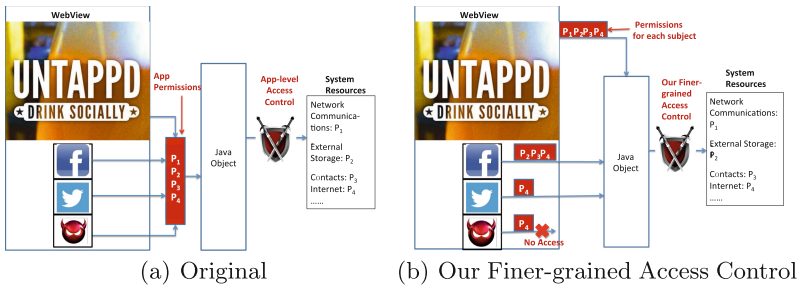 WebView
UNTAPPD
DRINK SOCIALLY
App
Permissions
P1
P2
P3
P4
Java
Object
App-level
Access
Control
System
Resources
Network
Communica-
tions: P1
External
Storage: P2
Contacts: P3
Internet: P4
......
(a) Original
WebView
UNTAPPD
DRINK SOCIALLY
P1P2P3P4
Permissions
for each subject
P2P3P4
P4
P4
No Access
Java
Object
Our Finer-
grained
Access
Control
System
Resources
Network
Communications:
P1
External Storage:
P2
Contacts: P3
Internet: P4
......
(b) Our Finer-grained Access Control